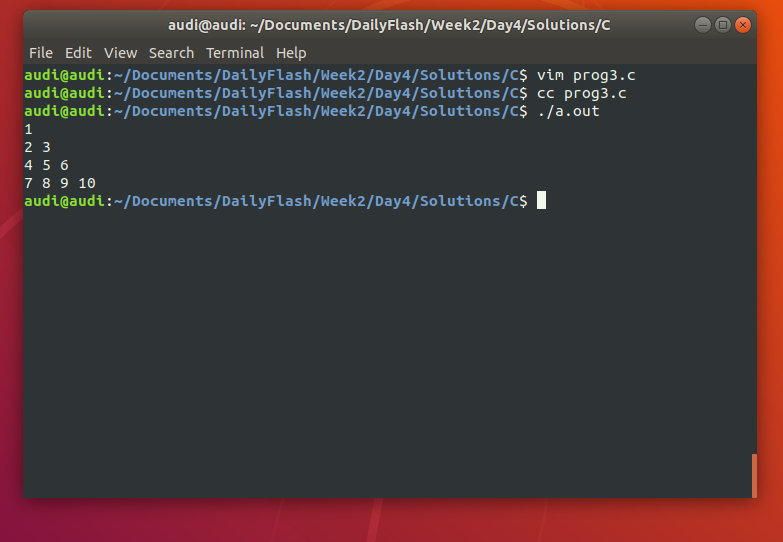 audi@audi: ~/Documents/DailyFlash/Week2/Day4/Solutions/C
File Edit View Search Terminal Help
audi@audi:~/Documents/DailyFlash/Week2/Day4/Solutions/C$ vim prog3.c
audi@audi:~/Documents/DailyFlash/Week2/Day4/Solutions/C$ cc prog3.c
audi@audi:~/Documents/DailyFlash/Week2/Day4/Solutions/C$ ./a.out
1
2 3
4 5 6
7 8 9 10
audi@audi:~/Documents/DailyFlash/Week2/Day4/Solutions/C$